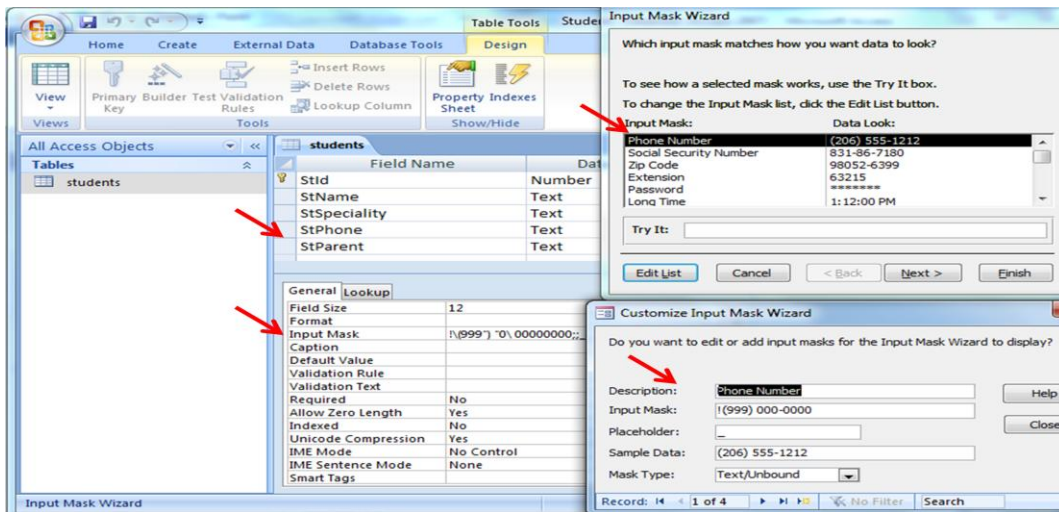 Table Tools Studen
Home Create External Data Database Tools Design
View
Views
Primary Key
Builder
Test Validation Rules
Insert Rows
Delete Rows
Lookup Column
Tools
Property Sheet
Indexes
Show/Hide
All Access Objects
Tables
students
students
Field Name Dat
StId Number
StName Text
StSpeciality Text
StPhone Text
StParent Text
General Lookup
Field Size 12
Format
Input Mask !\(999") "0\ 00000000;;_
Caption
Default Value
Validation Rule
Validation Text
Required No
Allow Zero Length Yes
Indexed No
Unicode Compression Yes
IME Mode No Control
IME Sentence Mode None
Smart Tags
Input Mask Wizard
Input Mask Wizard
Which input mask matches how you want data to look?
To see how a selected mask works, use the Try It box.
To change the Input Mask list, click the Edit List button.
Input Mask: Data Look:
Phone Number (206) 555-1212
Social Security Number 831-86-7180
Zip Code 98052-6399
Extension 63215
Password *******
Long Time 1:12:00 PM
Try It:
Edit List Cancel < Back Next > Finish
Customize Input Mask Wizard
Do you want to edit or add input masks for the Input Mask Wizard to display?
Description: Phone Number
Help
Input Mask: !(999) 000-0000
Placeholder: _
Close
Sample Data: (206) 555-1212
Mask Type: Text/Unbound
Record: 1 of 4 No Filter Search